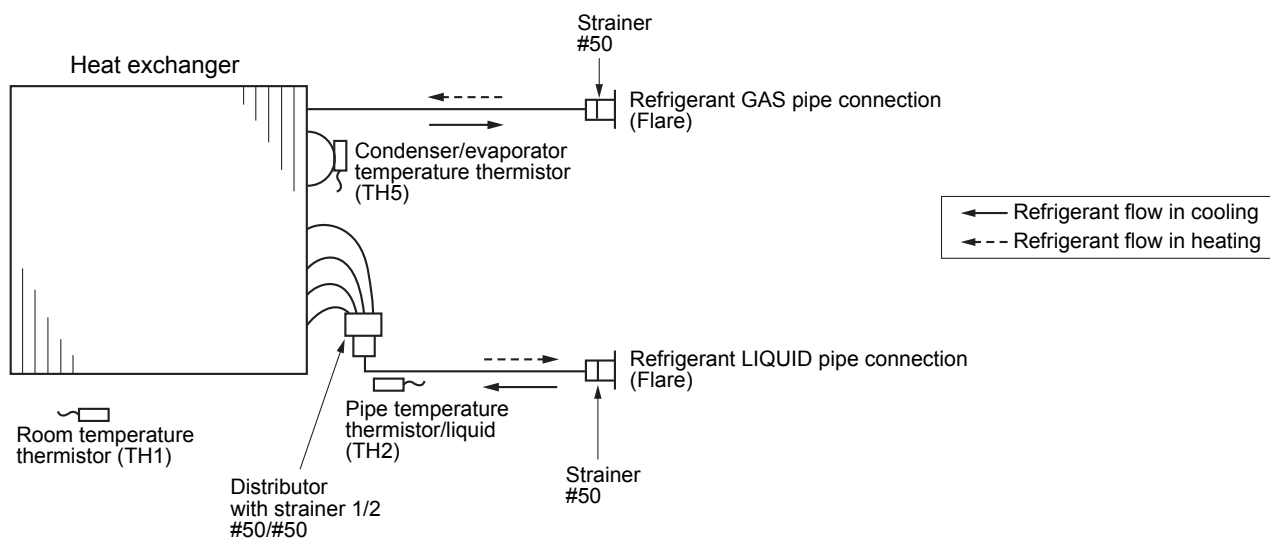 Strainer
#50
Heat exchanger
Refrigerant GAS pipe connection
(Flare)
Condenser/evaporator
temperature thermistor
(TH5)
Refrigerant flow in cooling
Refrigerant flow in heating
Refrigerant LIQUID pipe connection
(Flare)
Pipe temperature
thermistor/liquid
(TH2)
Room temperature
thermistor (TH1)
Strainer
#50
Distributor
with strainer 1/2
#50/#50